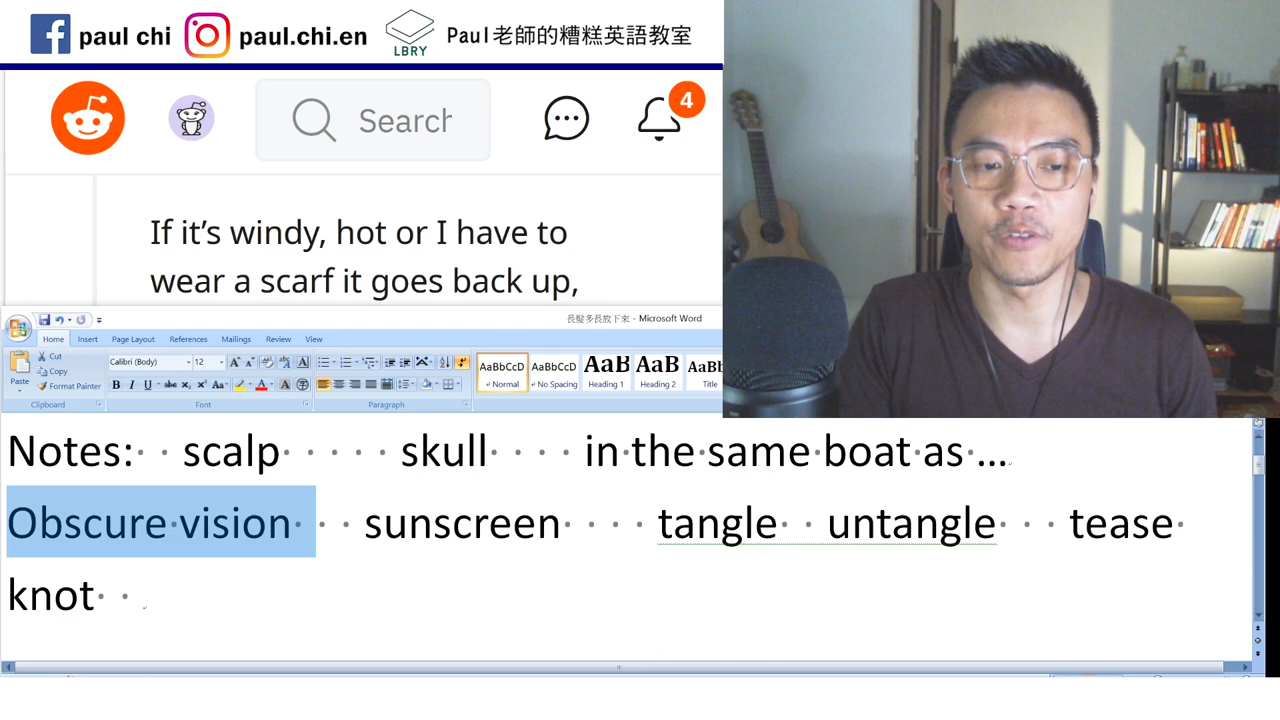 paul chi paul.chi.en LBRY Paul老師的糟糕英語教室
Search 4
If it's windy, hot or I have to
wear a scarf it goes back up,
長髮多長放下來 - Microsoft Word
Home Insert Page Layout References Mailings Review View
Paste Cut Copy Format Painter
Clipboard
Calibri (Body) 12
Font
Paragraph
AaBbCcD AaBbCcD AaBb AaB AaBb
Normal No Spacing Heading 1 Heading 2 Title
Notes: scalp skull in the same boat as ...
Obscure vision sunscreen tangle untangle tease
knot